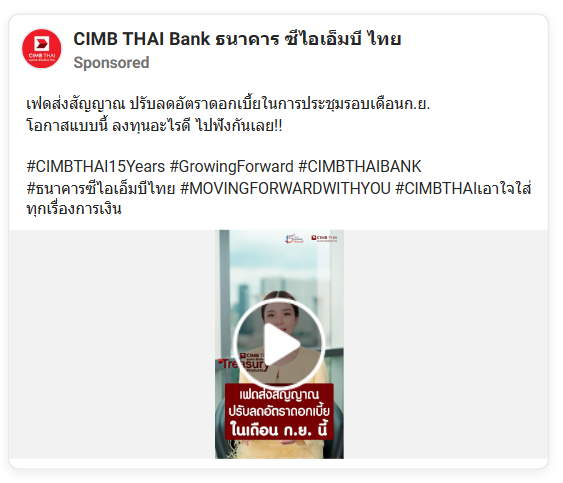 CIMB THAI Bank ธนาคาร ซีไอเอ็มบี ไทย
Sponsored
เฟดส่งสัญญาณ ปรับลดอัตราดอกเบี้ยในการประชุมรอบเดือนก.ย.
โอกาสแบบนี้ ลงทุนอะไรดี ไปฟังกันเลย!!
#CIMBTHAI15Years #GrowingForward #CIMBTHAIBANK
#ธนาคารซีไอเอ็มบีไทย #MOVINGFORWARDWITHYOU #CIMBTHAIเอาใจใส่
ทุกเรื่องการเงิน
CIMB THAI
CIMB THAI
Treasury
เฟดส่งสัญญาณ
ปรับลดอัตราดอกเบี้ย
ในเดือน ก.ย. นี้